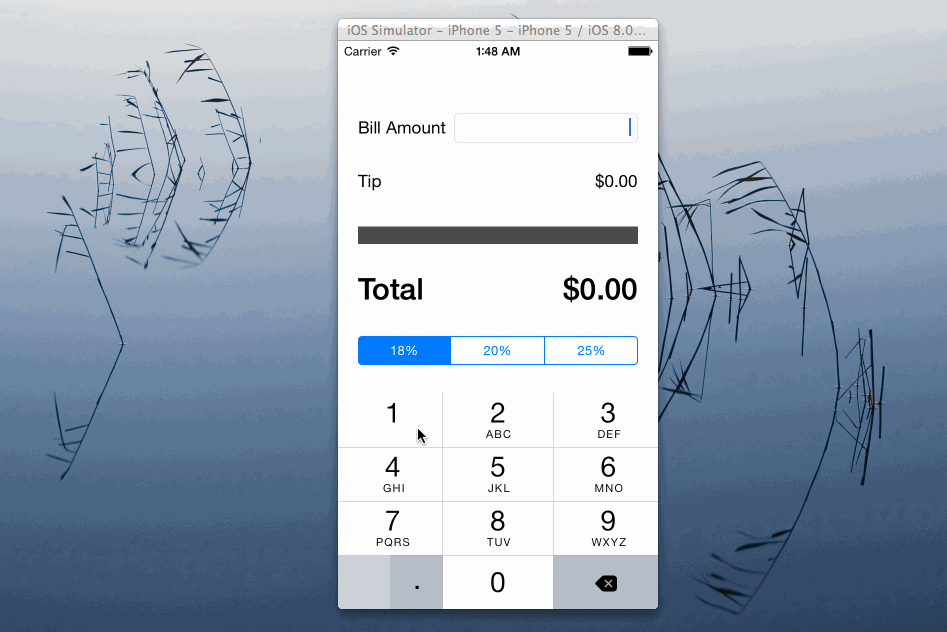 iOS Simulator – iPhone 5 – iPhone 5 / iOS 8.0...
Carrier 1:48 AM
Bill Amount
Tip $0.00
Total $0.00
18% 20% 25%
1 2 3
ABC DEF
4 5 6
GHI JKL MNO
7 8 9
PQRS TUV WXYZ
. 0